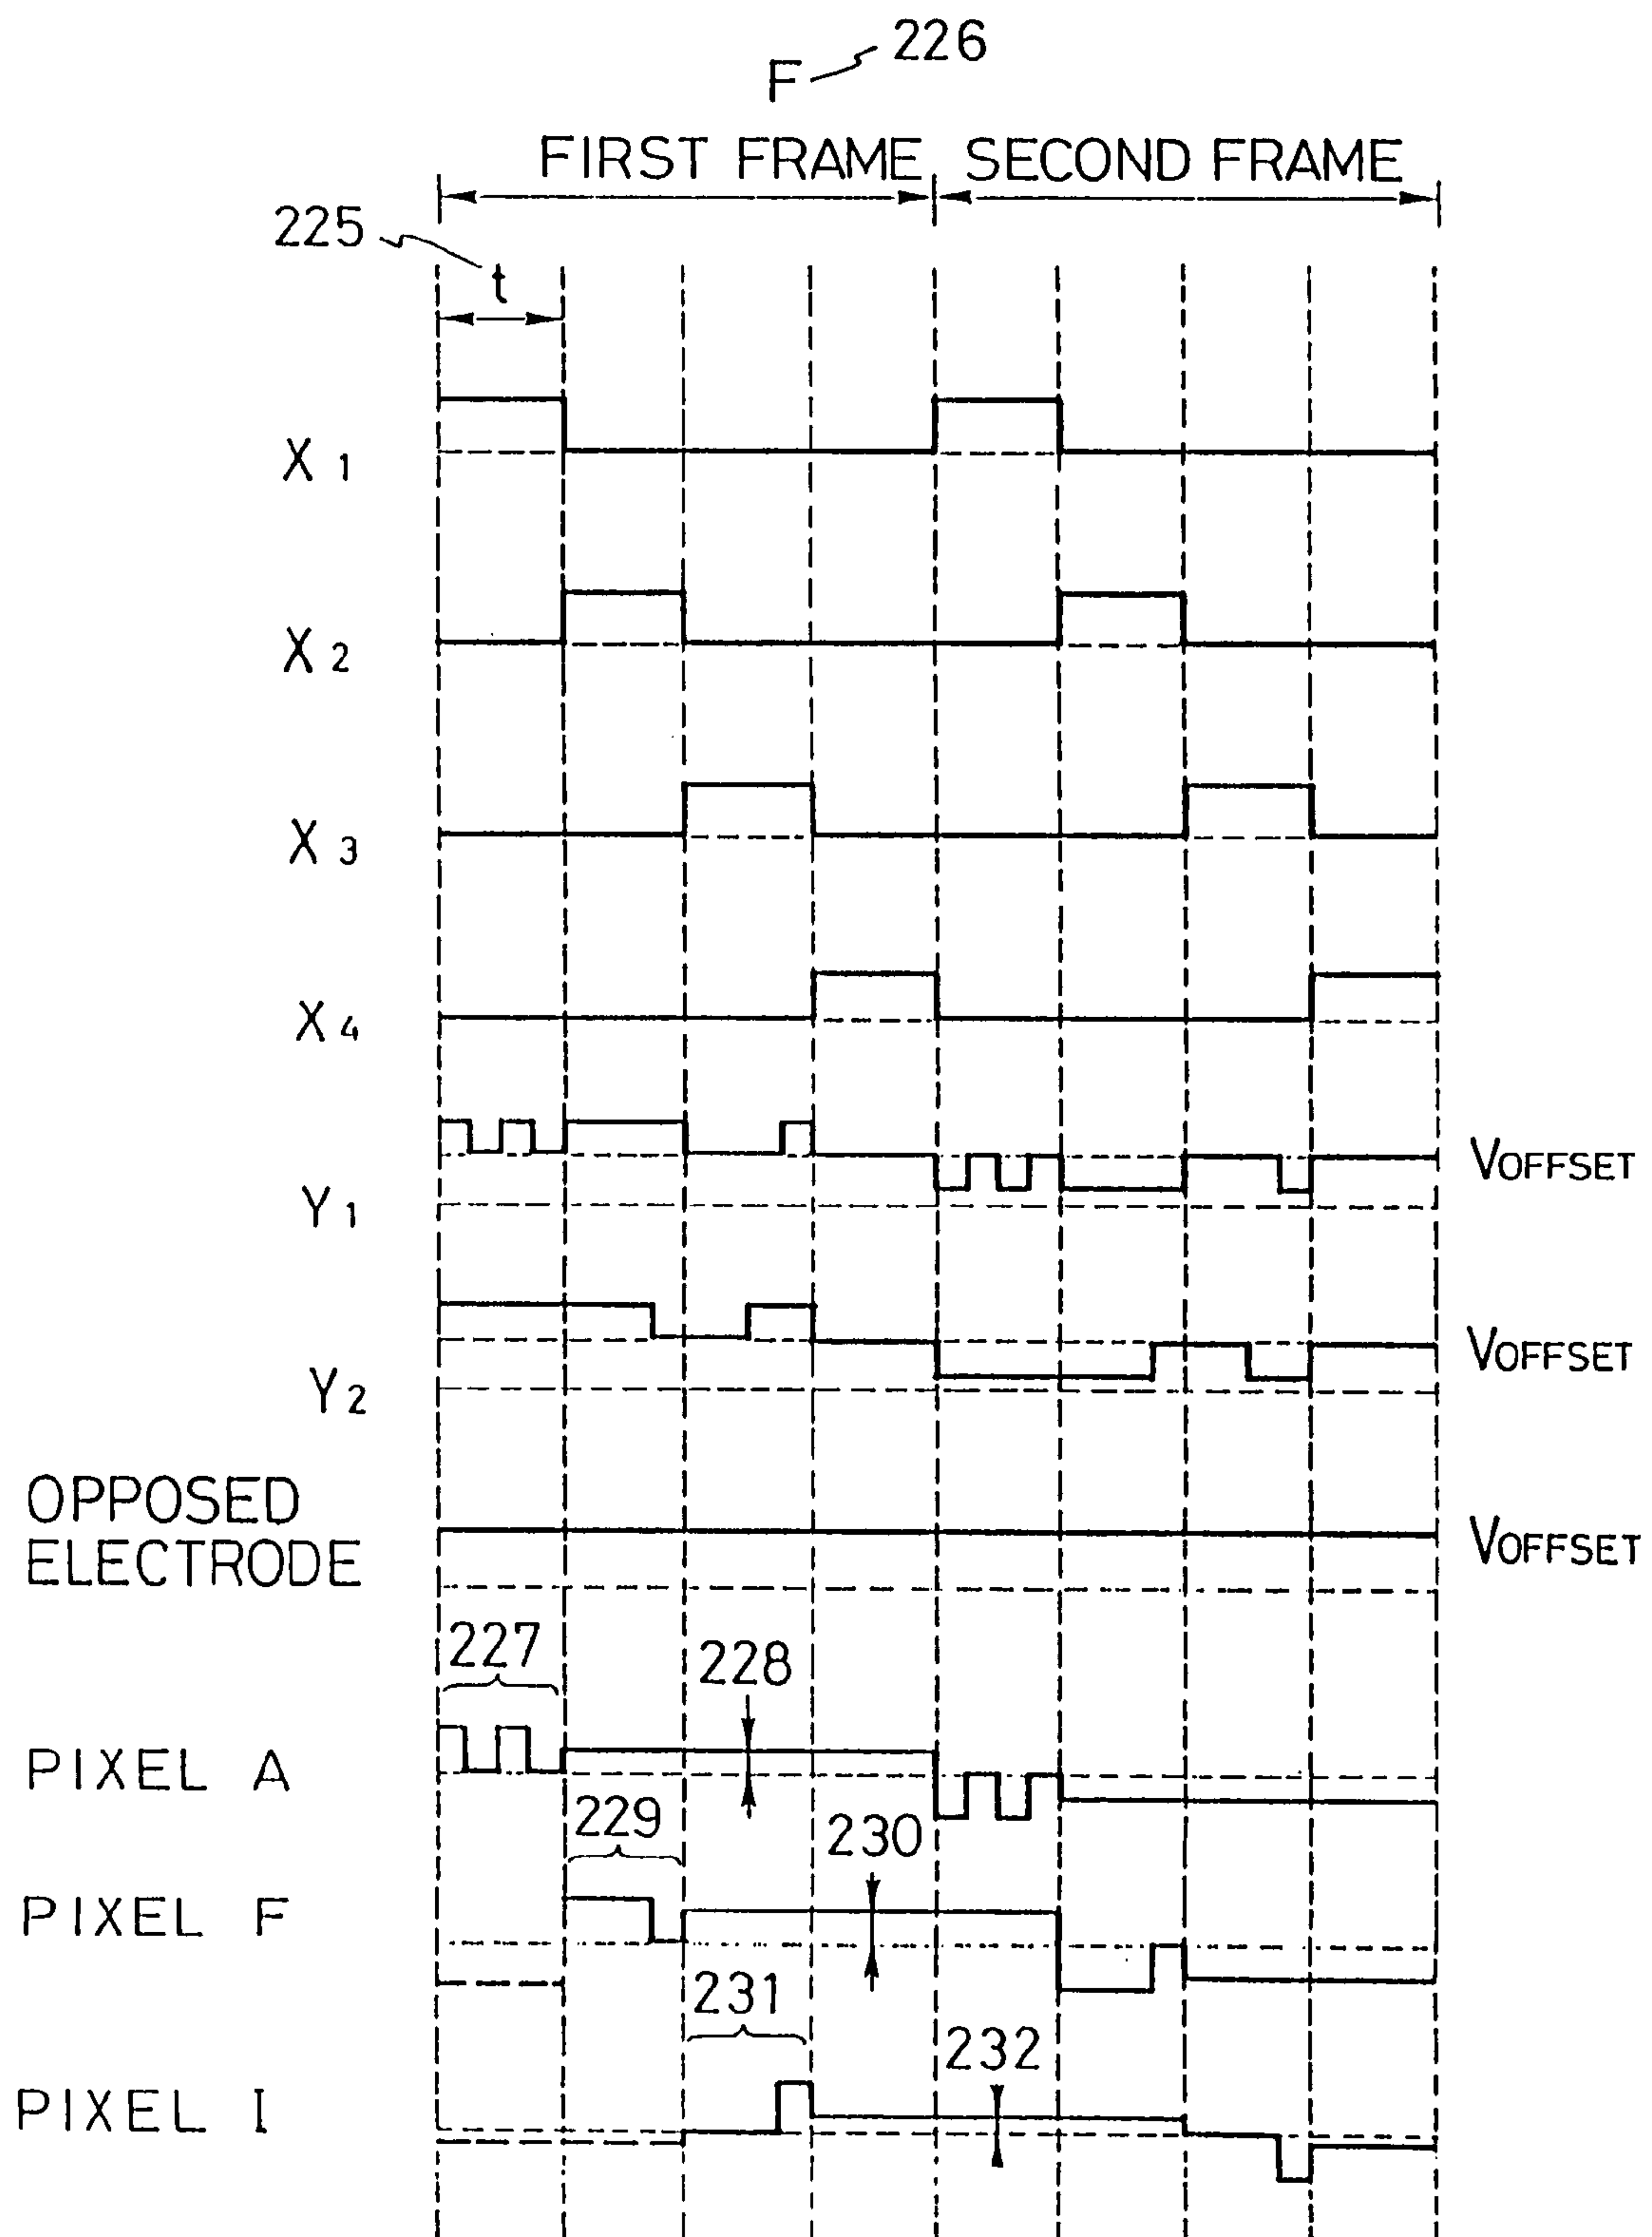 226
F
FIRST FRAME SECOND FRAME
225
t
X1
X2
X3
X4
Y1 VOFFSET
Y2 VOFFSET
OPPOSED
ELECTRODE VOFFSET
227
228
PIXEL A
229
230
PIXEL F
231
232
PIXEL I